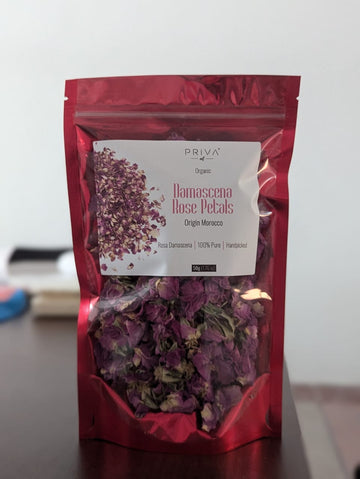 PRIVA
Organic
Damascena
Rose Petals
Origin Morocco
Rosa Damascena | 100% Pure | Handpicked